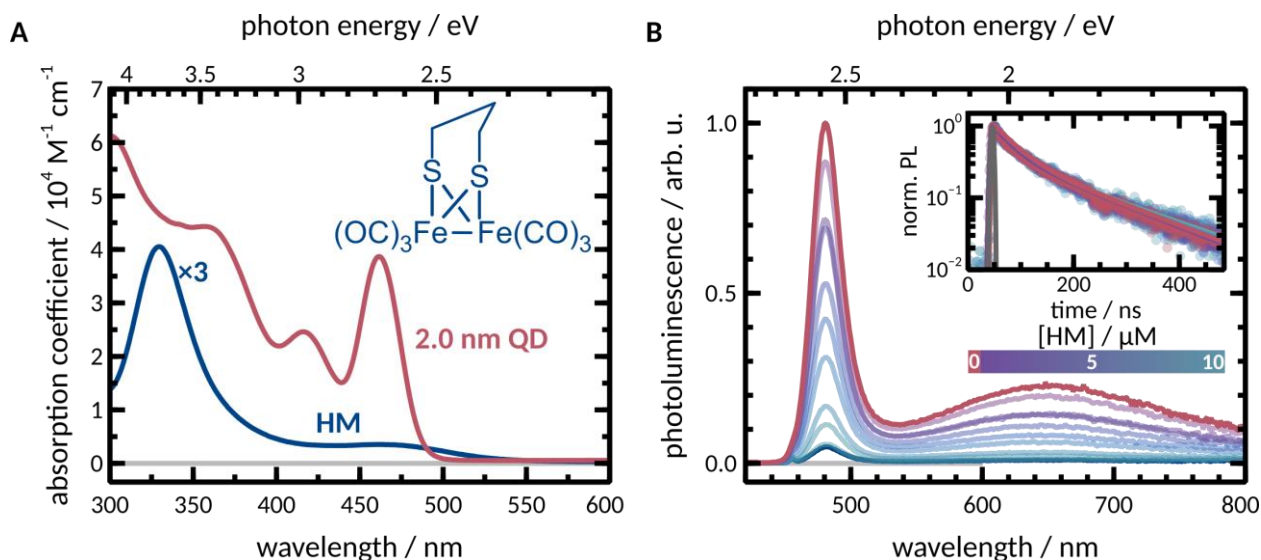 A
photon energy / eV
4 3.5 3 2.5
absorption coefficient / 10⁴ M⁻¹ cm⁻¹
7
6
5
4
3
2
1
0
S S
(OC)₃Fe–Fe(CO)₃
×3
2.0 nm QD
HM
300 350 400 450 500 550 600
wavelength / nm
B
photon energy / eV
2.5 2
photoluminescence / arb. u.
1.0
0.5
0.0
norm. PL
10⁰
10⁻¹
10⁻²
0 200 400
time / ns
[HM] / μM
0 5 10
500 600 700 800
wavelength / nm